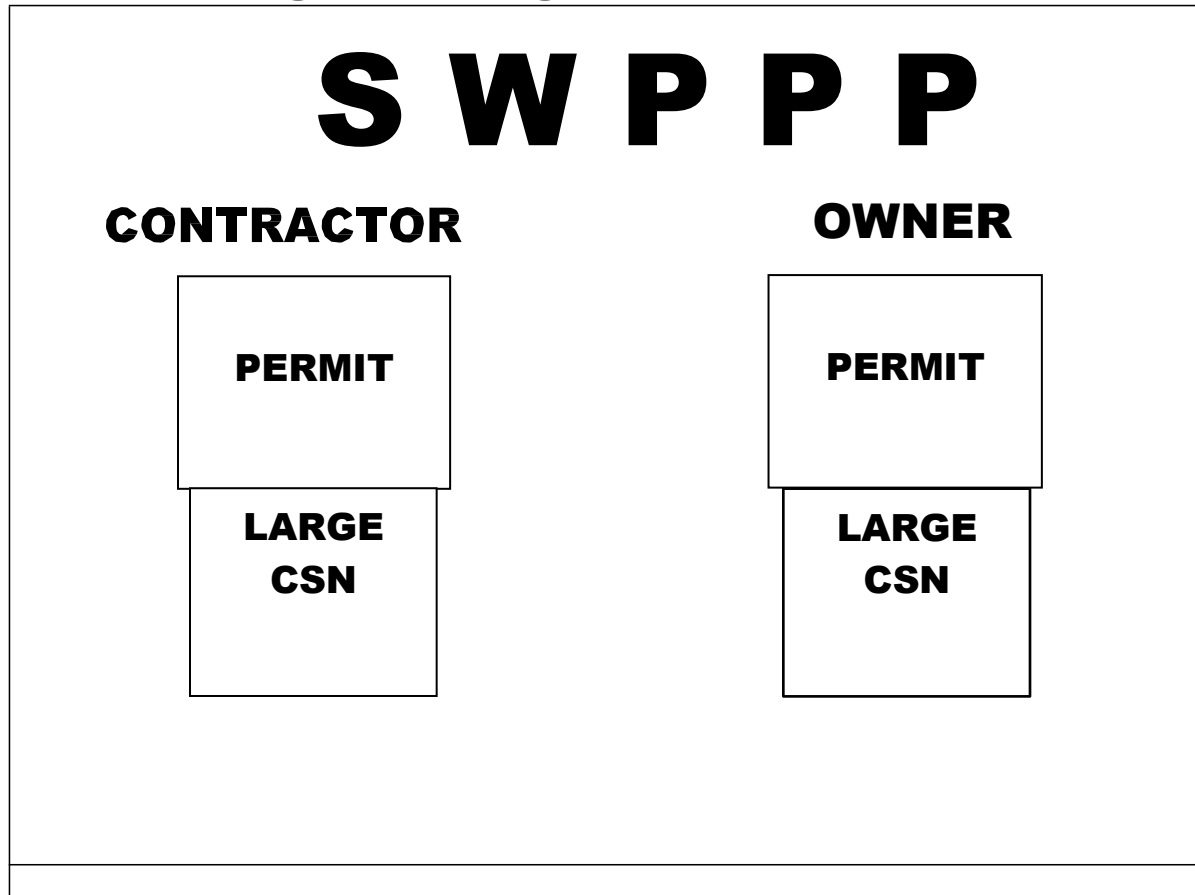 S W P P P
CONTRACTOR
OWNER
PERMIT
PERMIT
LARGE
CSN
LARGE
CSN